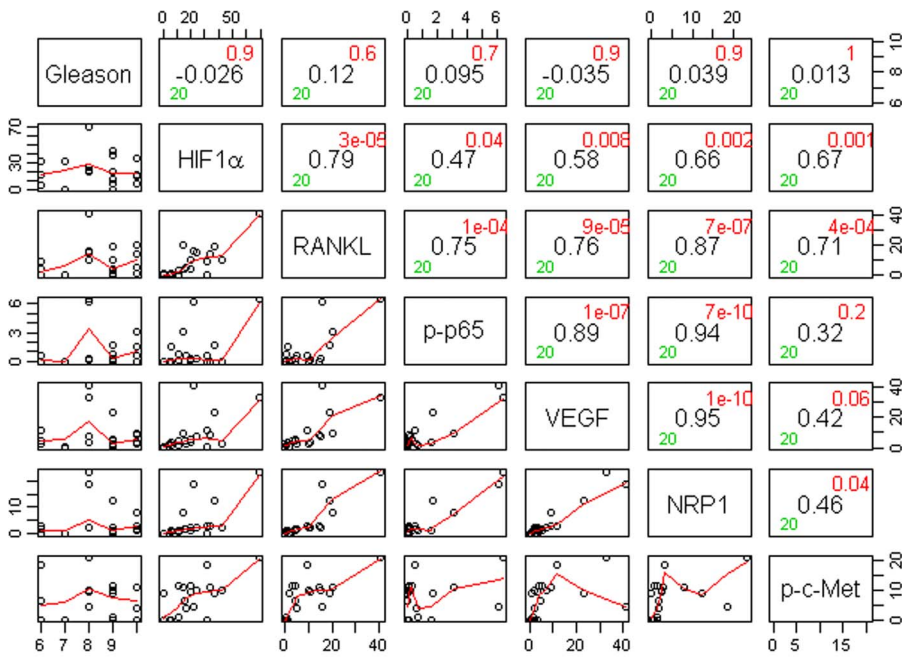 0 20 60 0 2 4 6 0 10 20
Gleason 0.9 -0.026 20 0.6 0.12 20 0.7 0.095 20 0.9 -0.035 20 0.9 0.039 20 1 0.013 20 6 8 10
0 30 70 HIF1α 3e-05 0.79 20 0.04 0.47 20 0.008 0.58 20 0.002 0.66 20 0.001 0.67 20
RANKL 1e-04 0.75 20 9e-05 0.76 20 7e-07 0.87 20 4e-04 0.71 20 0 20 40
0 3 6 p-p65 1e-07 0.89 20 7e-10 0.94 20 0.2 0.32 20
VEGF 1e-10 0.95 20 0.06 0.42 20 0 20 40
0 10 NRP1 0.04 0.46 20
p-c-Met 0 5 10 20
6 7 8 9 0 20 40 0 20 40 0 5 10 20